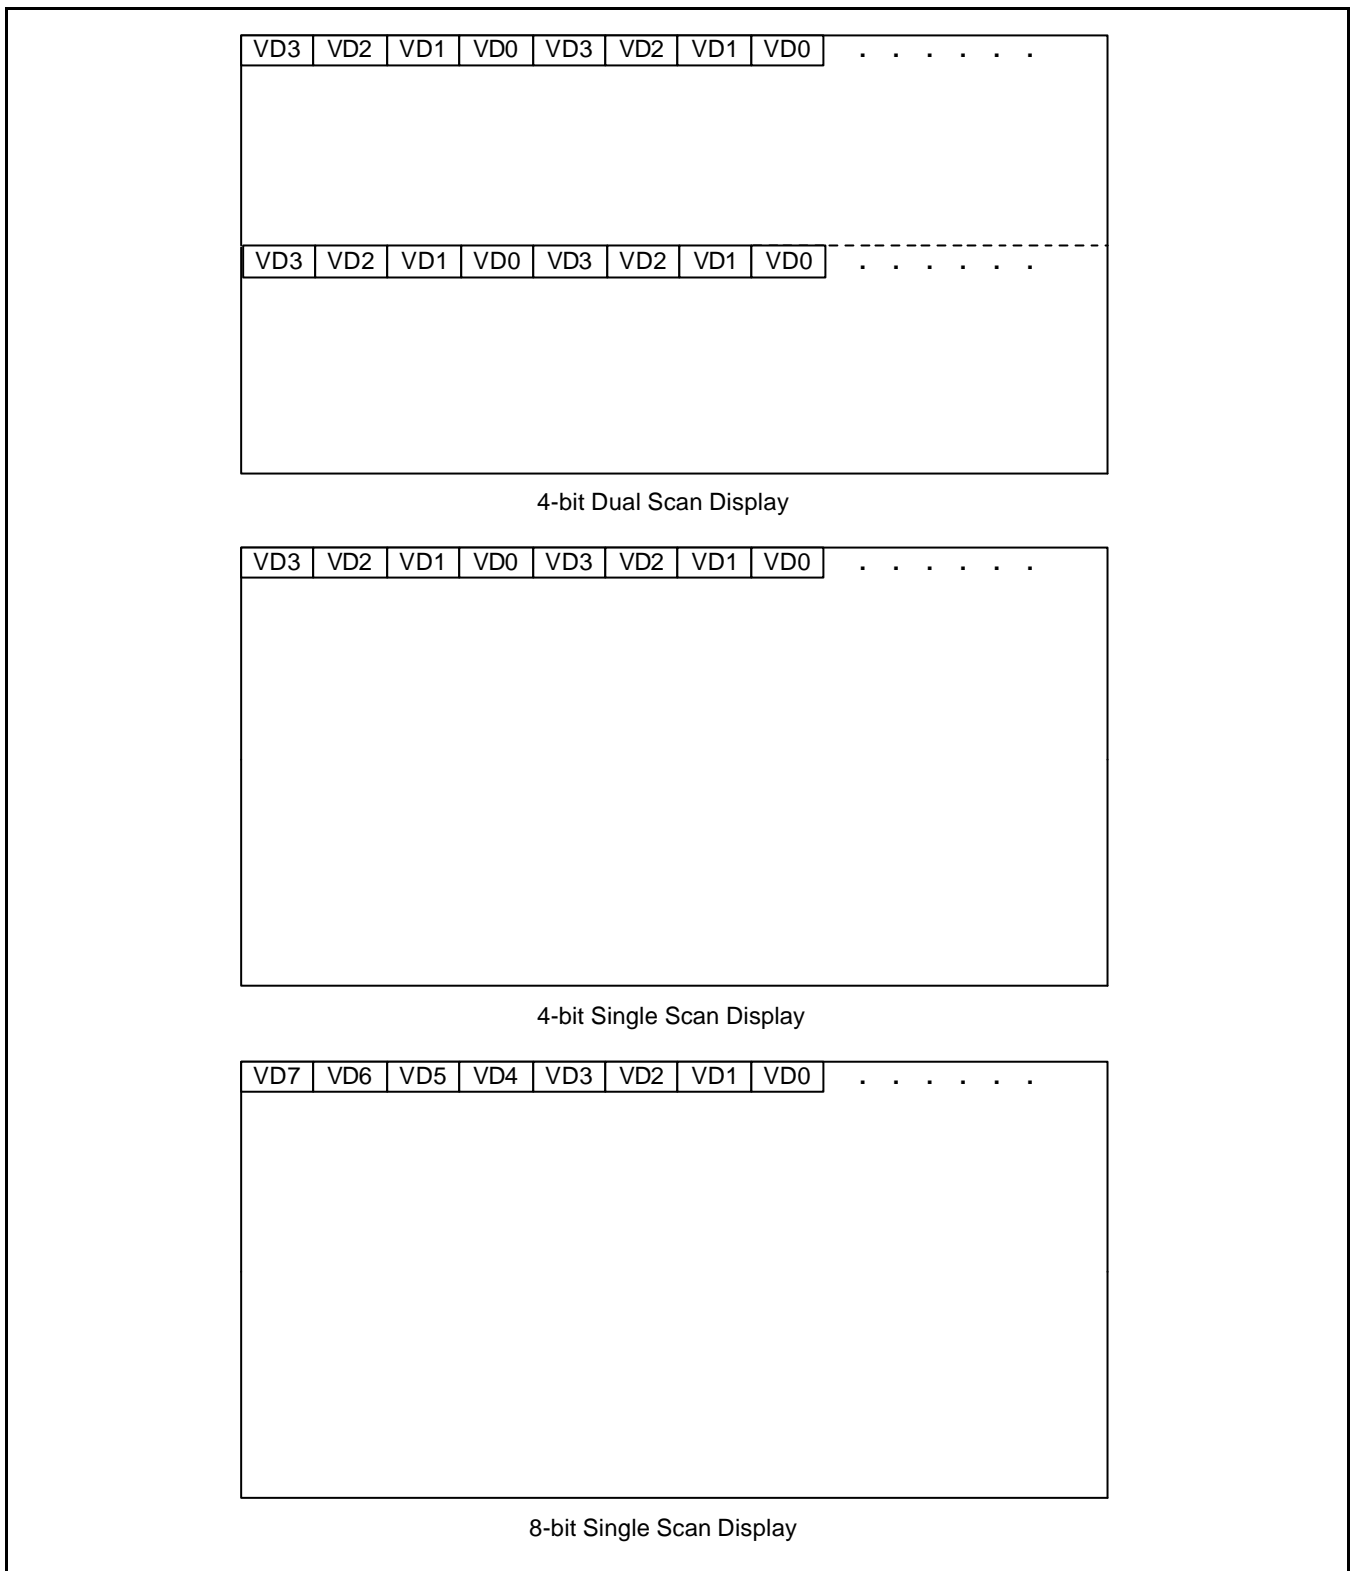 VD3 VD2 VD1 VD0 VD3 VD2 VD1 VD0 . . . . . .
VD3 VD2 VD1 VD0 VD3 VD2 VD1 VD0 . . . . . .
4-bit Dual Scan Display
VD3 VD2 VD1 VD0 VD3 VD2 VD1 VD0 . . . . . .
4-bit Single Scan Display
VD7 VD6 VD5 VD4 VD3 VD2 VD1 VD0 . . . . . .
8-bit Single Scan Display